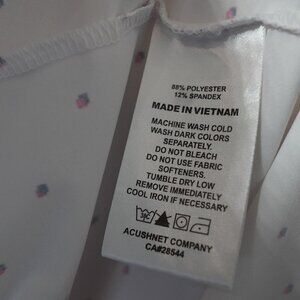 88% POLYESTER
12% SPANDEX
MADE IN VIETNAM
MACHINE WASH COLD
WASH DARK COLORS
SEPARATELY.
DO NOT BLEACH
DO NOT USE FABRIC
SOFTENERS.
TUMBLE DRY LOW
REMOVE IMMEDIATELY
COOL IRON IF NECESSARY
ACUSHNET COMPANY
CA#28544